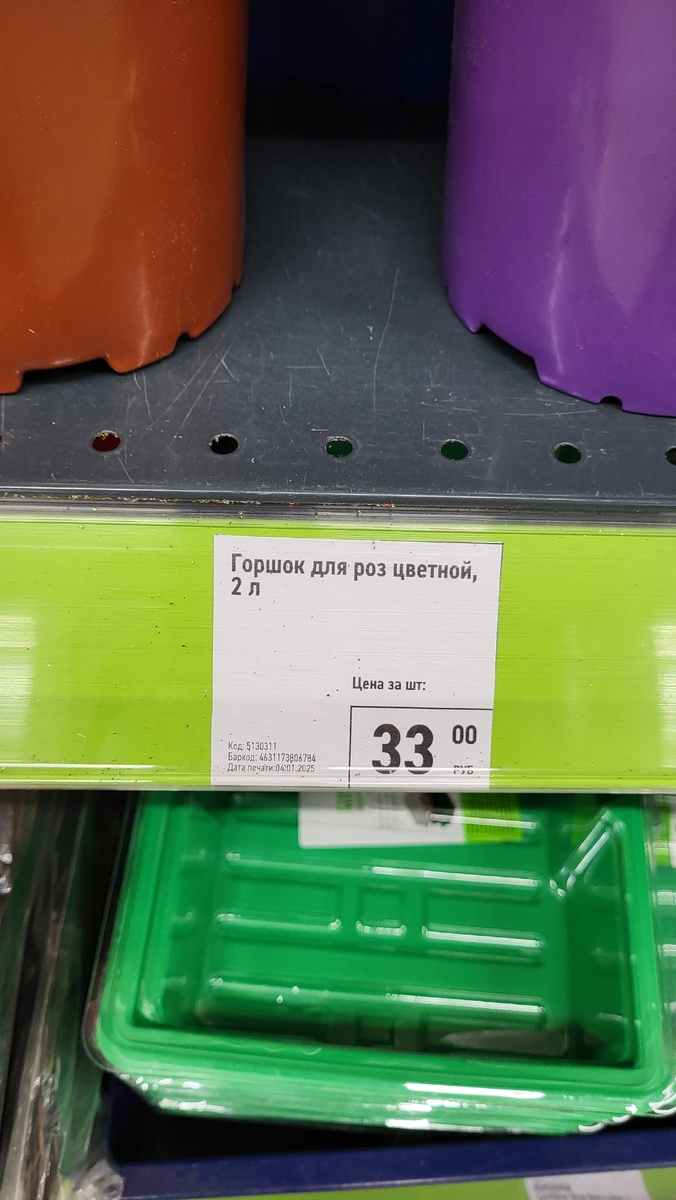 Горшок для роз цветной,
2 л
Цена за шт:
33 00
РУБ
Код: 5130311
Баркод: 4631173806784
Дата печати:04.01.2025